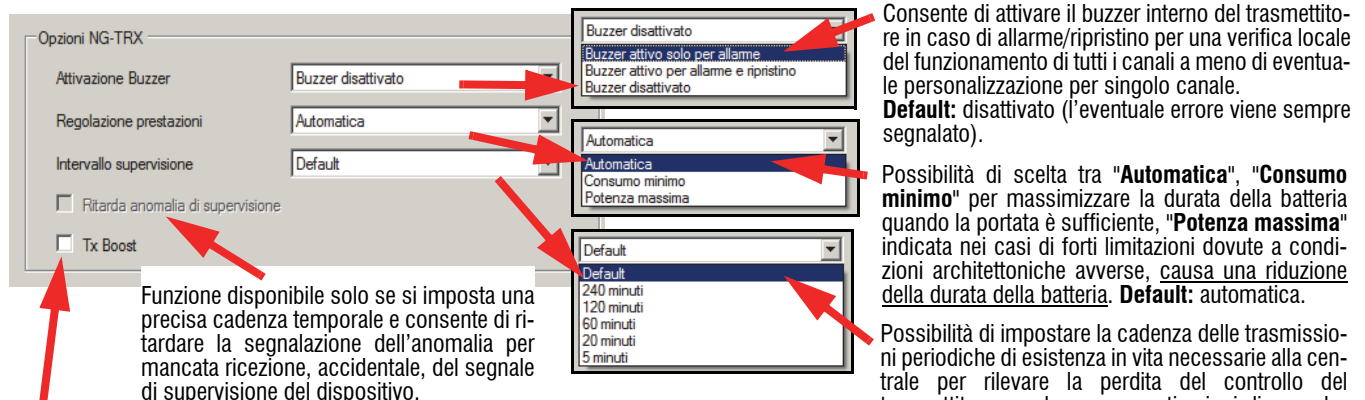 Opzioni NG-TRX
Attivazione Buzzer
Buzzer disattivato
Regolazione prestazioni
Automatica
Intervallo supervisione
Default
Ritarda anomalia di supervisione
Tx Boost
Funzione disponibile solo se si imposta una
precisa cadenza temporale e consente di ri-
tardare la segnalazione dell'anomalia per
mancata ricezione, accidentale, del segnale
di supervisione del dispositivo.
Buzzer disattivato
Buzzer attivo solo per allarme
Buzzer attivo per allarme e ripristino
Buzzer disattivato
Automatica
Automatica
Consumo minimo
Potenza massima
Default
Default
240 minuti
120 minuti
60 minuti
20 minuti
5 minuti
Consente di attivare il buzzer interno del trasmettito-
re in caso di allarme/ripristino per una verifica locale
del funzionamento di tutti i canali a meno di eventua-
le personalizzazione per singolo canale.
Default: disattivato (l'eventuale errore viene sempre
segnalato).
Possibilità di scelta tra "Automatica", "Consumo
minimo" per massimizzare la durata della batteria
quando la portata è sufficiente, "Potenza massima"
indicata nei casi di forti limitazioni dovute a condi-
zioni architettoniche avverse, causa una riduzione
della durata della batteria. Default: automatica.
Possibilità di impostare la cadenza delle trasmissio-
ni periodiche di esistenza in vita necessarie alla cen-
trale per rilevare la perdita del controllo del